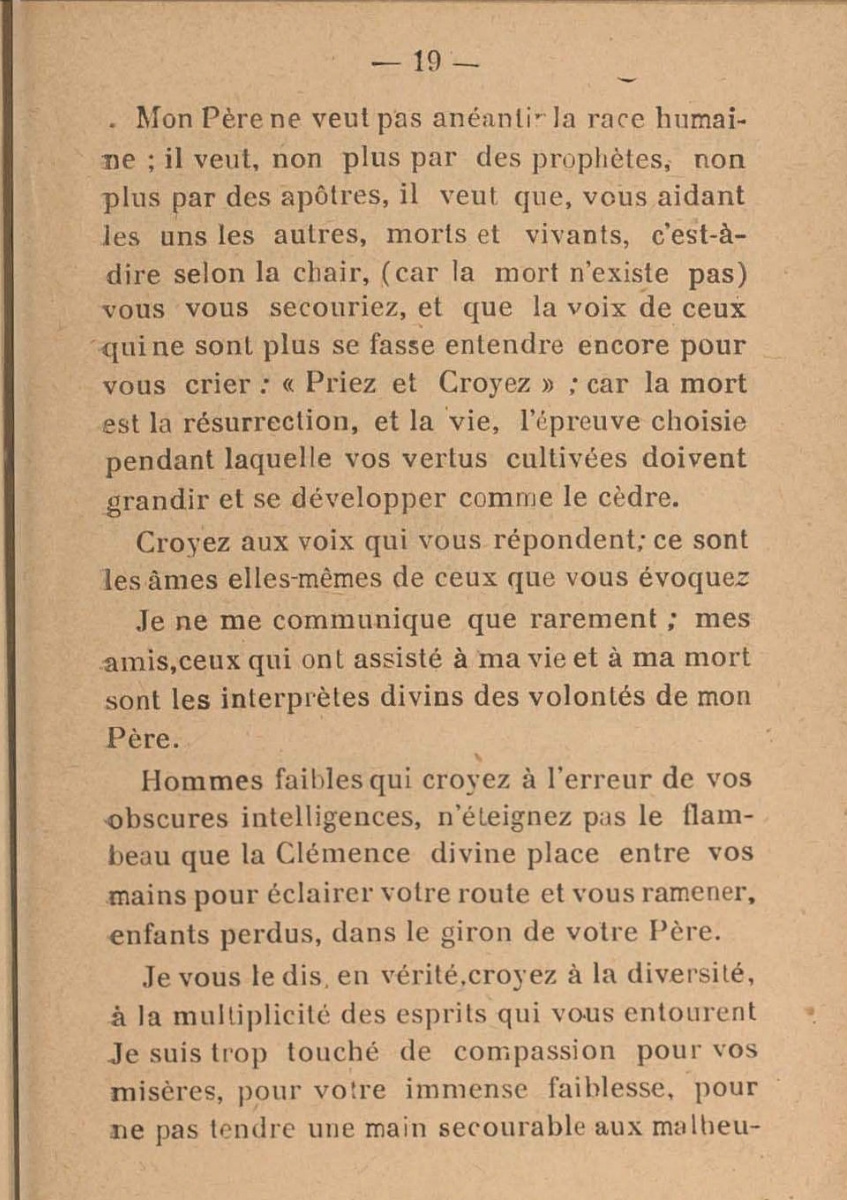 — 19 —
. Mon Père ne veut pas anéantir la race humai-
ne ; il veut, non plus par des prophètes, non
plus par des apôtres, il veut que, vous aidant
les uns les autres, morts et vivants, c'est-à-
dire selon la chair, (car la mort n'existe pas)
vous vous secouriez, et que la voix de ceux
qui ne sont plus se fasse entendre encore pour
vous crier : « Priez et Croyez » ; car la mort
est la résurrection, et la vie, l'épreuve choisie
pendant laquelle vos vertus cultivées doivent
grandir et se développer comme le cèdre.
Croyez aux voix qui vous répondent; ce sont
les âmes elles-mêmes de ceux que vous évoquez
Je ne me communique que rarement ; mes
amis,ceux qui ont assisté à ma vie et à ma mort
sont les interprètes divins des volontés de mon
Père.
Hommes faibles qui croyez à l'erreur de vos
obscures intelligences, n'éteignez pas le flam-
beau que la Clémence divine place entre vos
mains pour éclairer votre route et vous ramener,
enfants perdus, dans le giron de votre Père.
Je vous le dis, en vérité,croyez à la diversité,
à la multiplicité des esprits qui vous entourent
Je suis trop touché de compassion pour vos
misères, pour votre immense faiblesse, pour
ne pas tendre une main secourable aux malheu-